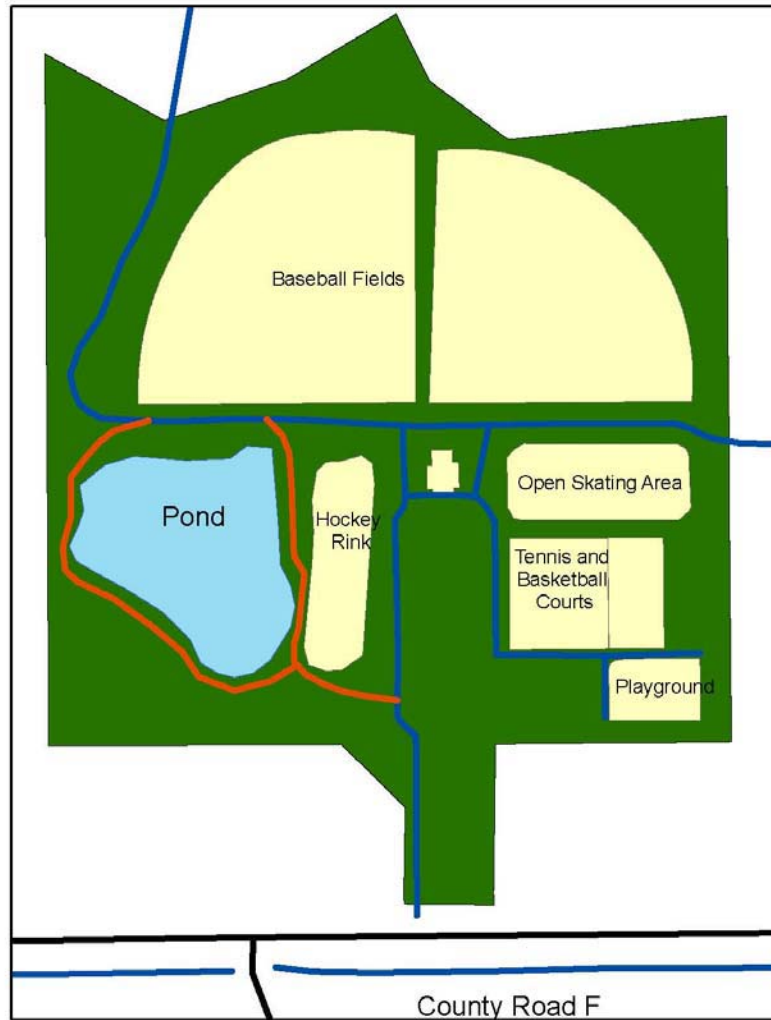 Baseball Fields
Open Skating Area
Pond
Hockey
Rink
Tennis and
Basketball
Courts
Playground
County Road F